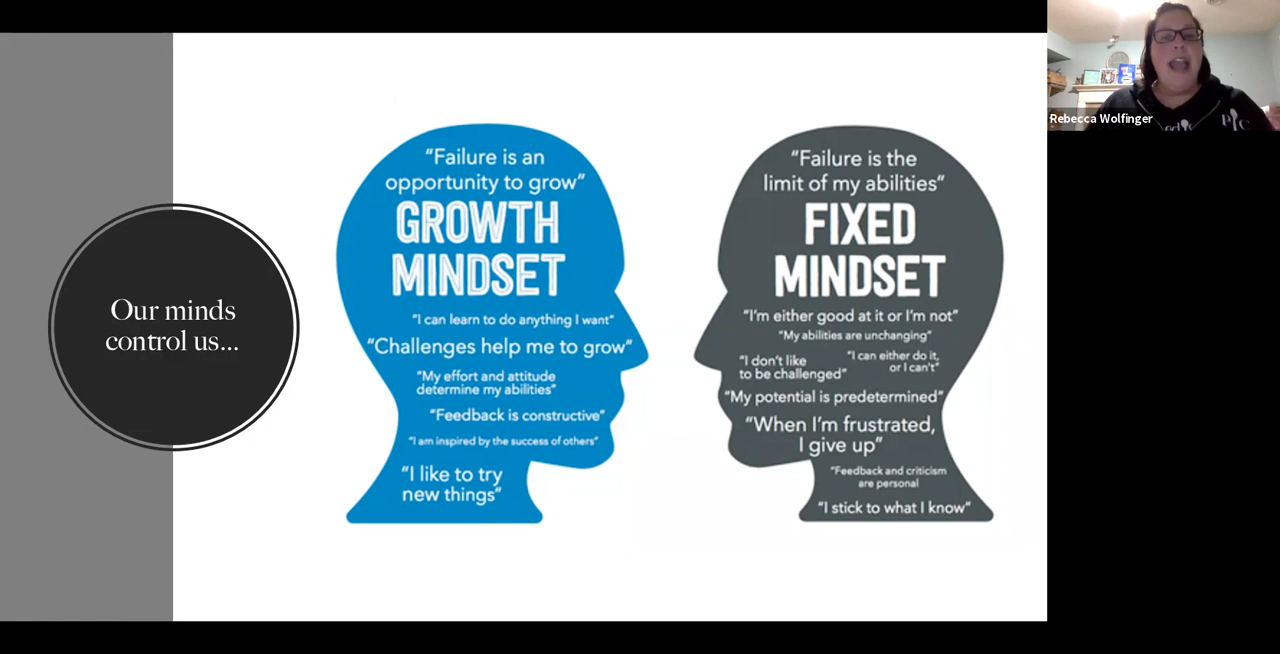 Our minds
control us...
“Failure is an
opportunity to grow”
GROWTH
MINDSET
“I can learn to do anything I want”
“Challenges help me to grow”
“My effort and attitude
determine my abilities”
“Feedback is constructive”
“I am inspired by the success of others”
“I like to try
new things”
“Failure is the
limit of my abilities”
FIXED
MINDSET
“I’m either good at it or I’m not”
“My abilities are unchanging”
“I don’t like
to be challenged”
“I can either do it,
or I can’t”
“My potential is predetermined”
“When I’m frustrated,
I give up”
“Feedback and criticism
are personal
“I stick to what I know”
Rebecca Wolfinger